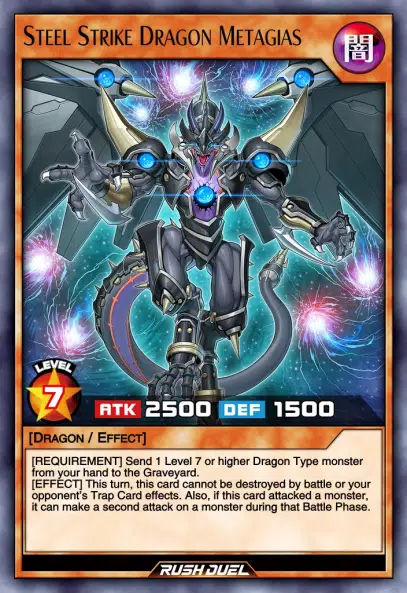 STEEL STRIKE DRAGON METAGIAS
闇
LEVEL
7
ATK 2500 DEF 1500
[DRAGON / EFFECT]
[REQUIREMENT] Send 1 Level 7 or higher Dragon Type monster
from your hand to the Graveyard.
[EFFECT] This turn, this card cannot be destroyed by battle or your
opponent's Trap Card effects. Also, if this card attacked a monster,
it can make a second attack on a monster during that Battle Phase.
RUSH DUEL